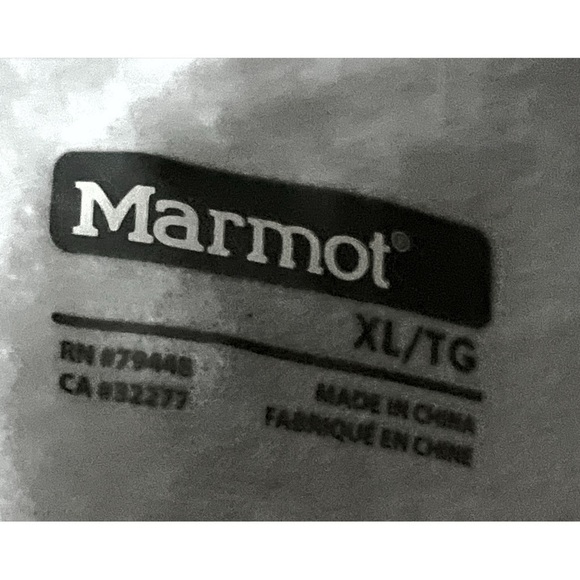 Marmot®
XL/TG
RN #79448
CA #32277
MADE IN CHINA
FABRIQUÉ EN CHINE